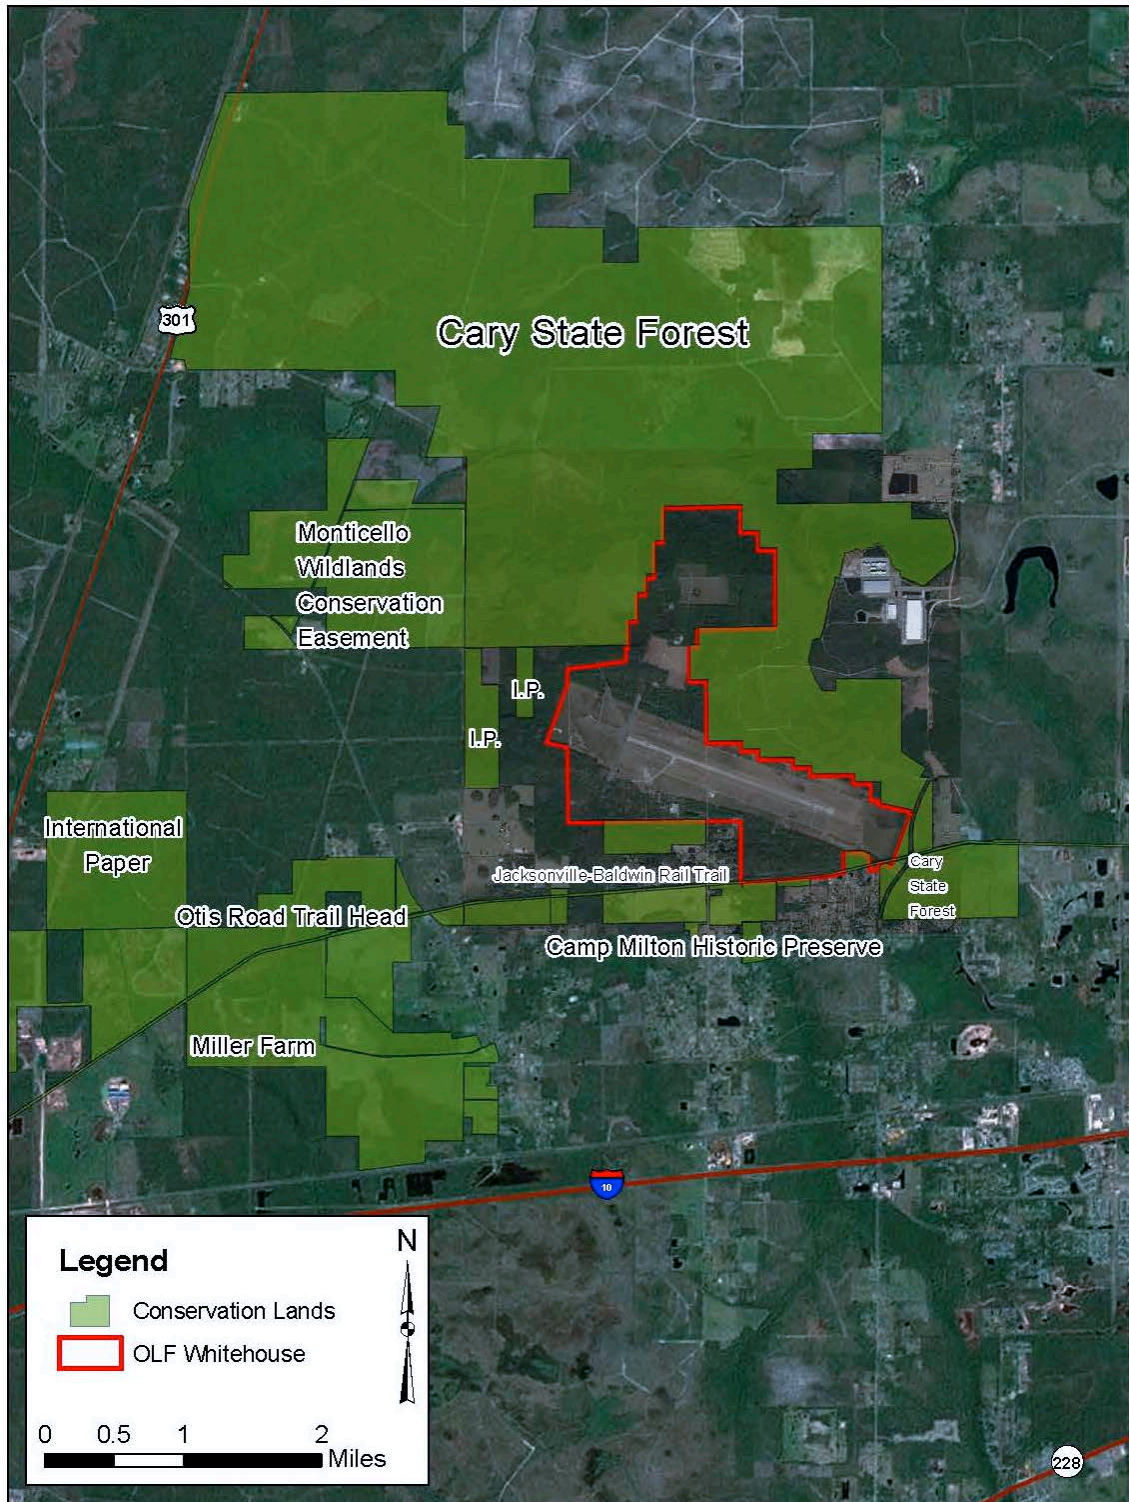 301
Cary State Forest
Monticello
Wildlands
Conservation
Easement
I.P.
I.P.
International
Paper
Jacksonville-Baldwin Rail Trail
Cary
State
Forest
Otis Road Trail Head
Camp Milton Historic Preserve
Miller Farm
10
Legend
N
Conservation Lands
OLF Whitehouse
0 0.5 1 2
Miles
228